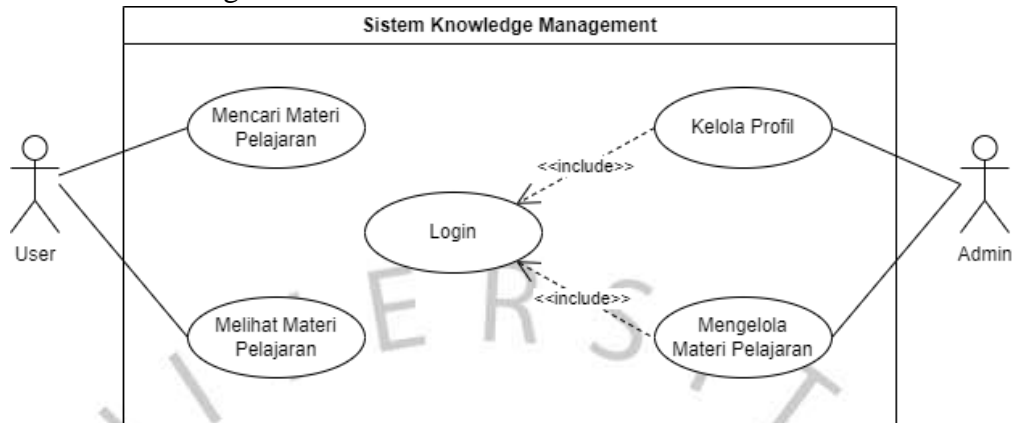 Sistem Knowledge Management
Mencari Materi
Pelajaran
Kelola Profil
<<include>>
Login
User
Admin
<<include>>
Melihat Materi
Pelajaran
Mengelola
Materi Pelajaran